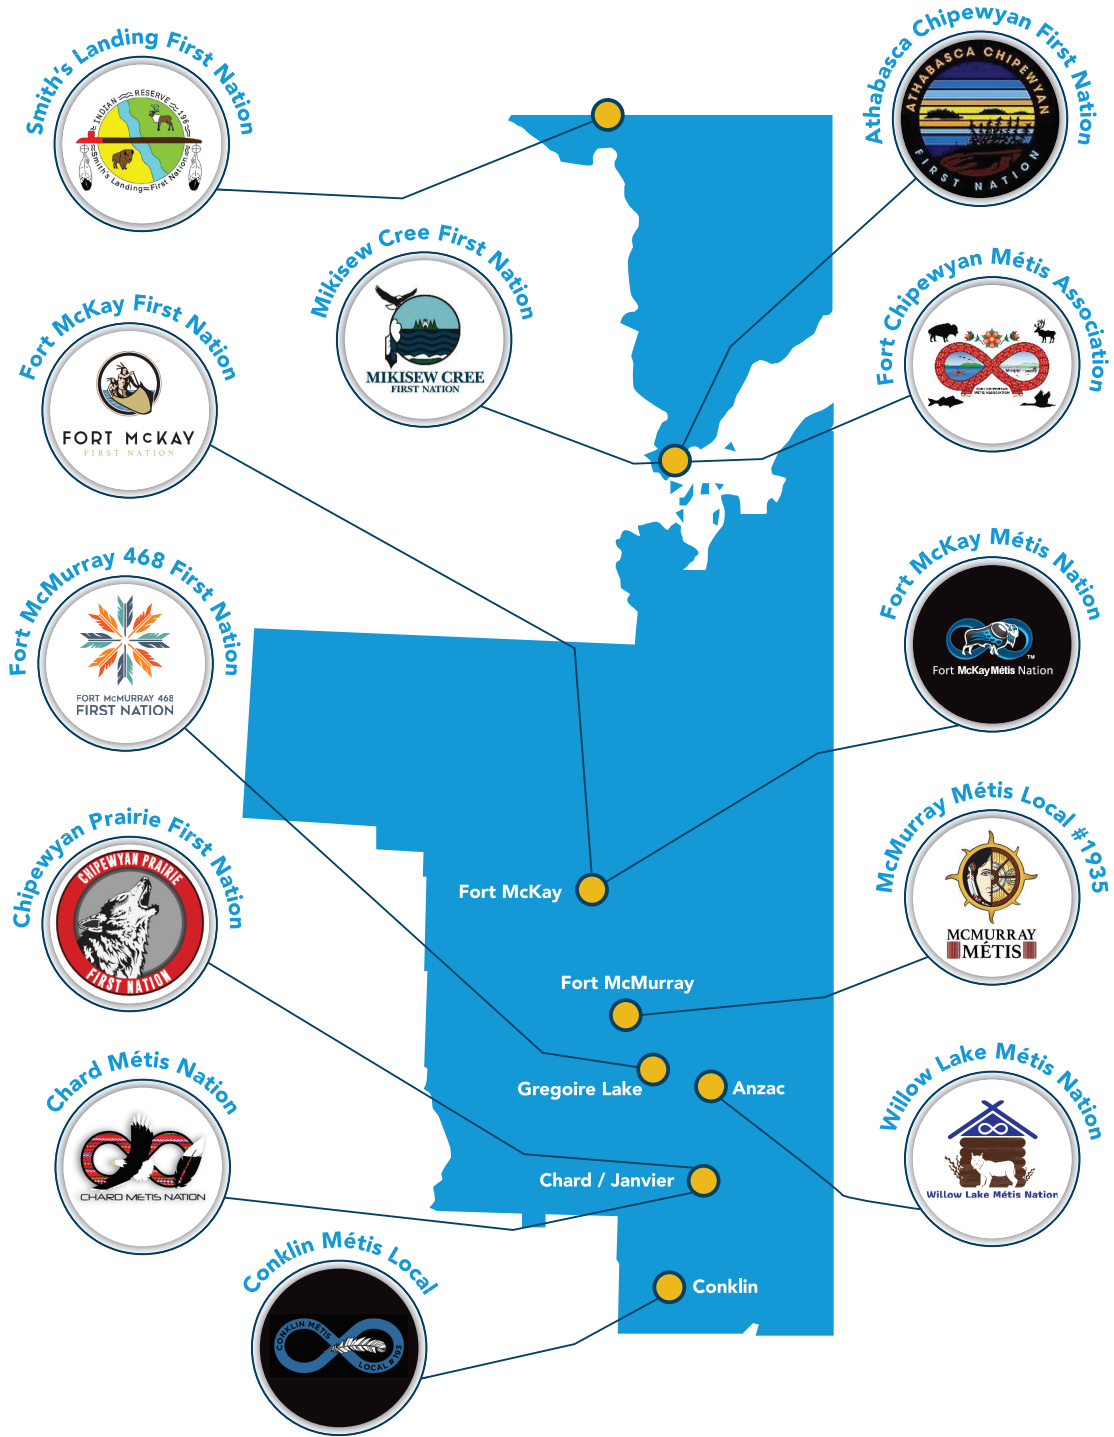 Smith's Landing First Nation
INDIAN RESERVE 196
Smith's Landing First Nation
Athabasca Chipewyan First Nation
ATHABASCA CHIPEWYAN
FIRST NATION
Mikisew Cree First Nation
MIKISEW CREE
FIRST NATION
Fort Chipewyan Métis Association
FORT CHIPEWYAN
MÉTIS ASSOCIATION
Fort McKay First Nation
FORT McKAY
FIRST NATION
Fort McMurray 468 First Nation
FORT McMURRAY 468
FIRST NATION
Fort McKay Métis Nation
TM
Fort McKay Métis Nation
Chipewyan Prairie First Nation
CHIPEWYAN PRAIRIE
FIRST NATION
McMurray Métis Local #1935
MCMURRAY
MÉTIS
Fort McKay
Fort McMurray
Gregoire Lake
Anzac
Chard / Janvier
Conklin
Chard Métis Nation
CHARD METIS NATION
Willow Lake Métis Nation
Willow Lake Métis Nation
Conklin Métis Local
CONKLIN MÉTIS
LOCAL #193